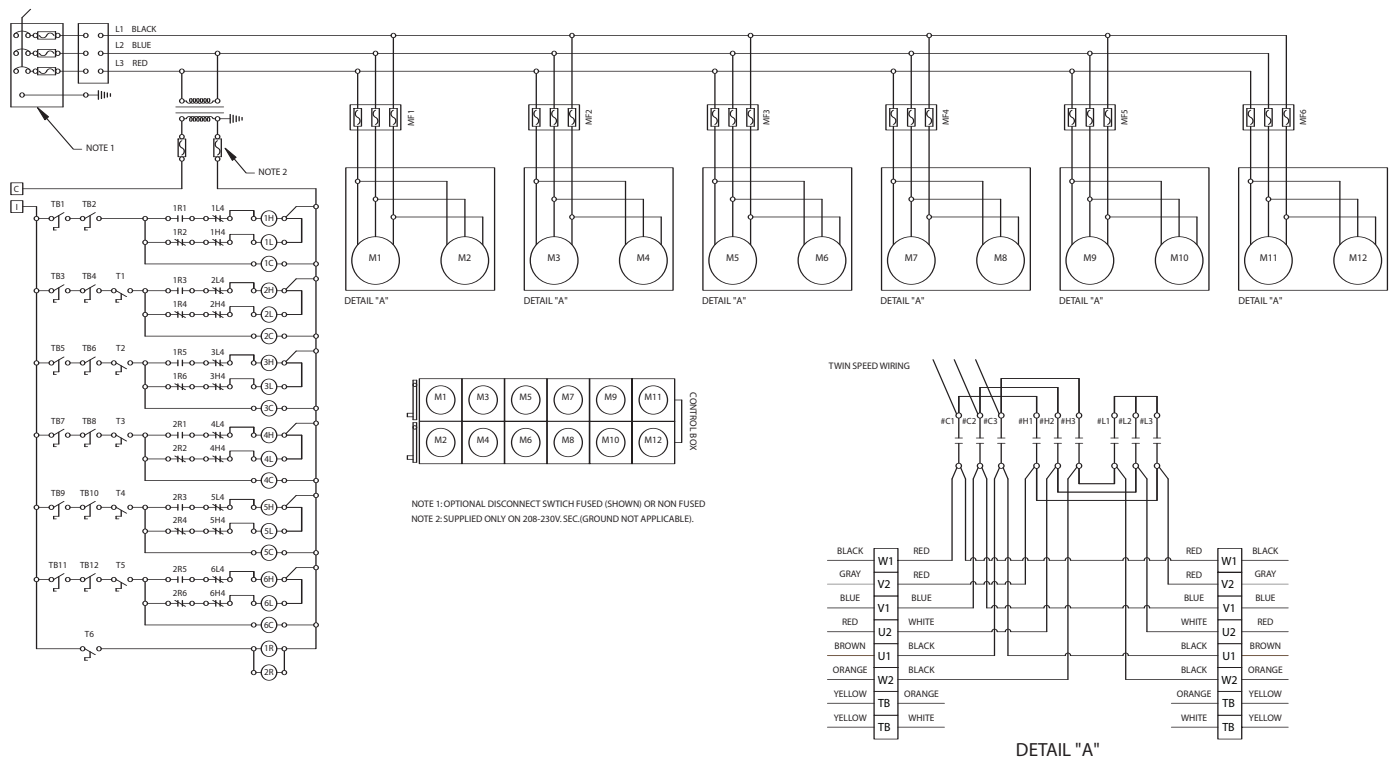 L1 BLACK
L2 BLUE
L3 RED
NOTE 1
NOTE 2
MF1
MF2
MF3
MF4
MF5
MF6
C
I
TB1 TB2 1R1 1L4 1H
1R2 1H4 1L
1C
TB3 TB4 T1 1R3 2L4 2H
1R4 2H4 2L
2C
TB5 TB6 T2 1R5 3L4 3H
1R6 3H4 3L
3C
TB7 TB8 T3 2R1 4L4 4H
2R2 4H4 4L
4C
TB9 TB10 T4 2R3 5L4 5H
2R4 5H4 5L
5C
TB11 TB12 T5 2R5 6L4 6H
2R6 6H4 6L
6C
T6 1R
2R
M1 M2 M3 M4 M5 M6 M7 M8 M9 M10 M11 M12
DETAIL "A" DETAIL "A" DETAIL "A" DETAIL "A" DETAIL "A" DETAIL "A"
M1 M3 M5 M7 M9 M11
M2 M4 M6 M8 M10 M12
CONTROL BOX
NOTE 1: OPTIONAL DISCONNECT SWTICH FUSED (SHOWN) OR NON FUSED
NOTE 2: SUPPLIED ONLY ON 208-230V. SEC.(GROUND NOT APPLICABLE).
TWIN SPEED WIRING
#C1 #C2 #C3 #H1 #H2 #H3 #L1 #L2 #L3
BLACK W1 RED RED W1 BLACK
GRAY V2 RED RED V2 GRAY
BLUE V1 BLUE BLUE V1 BLUE
RED U2 WHITE WHITE U2 RED
BROWN U1 BLACK BLACK U1 BROWN
ORANGE W2 BLACK BLACK W2 ORANGE
YELLOW TB ORANGE ORANGE TB YELLOW
YELLOW TB WHITE WHITE TB YELLOW
DETAIL "A"